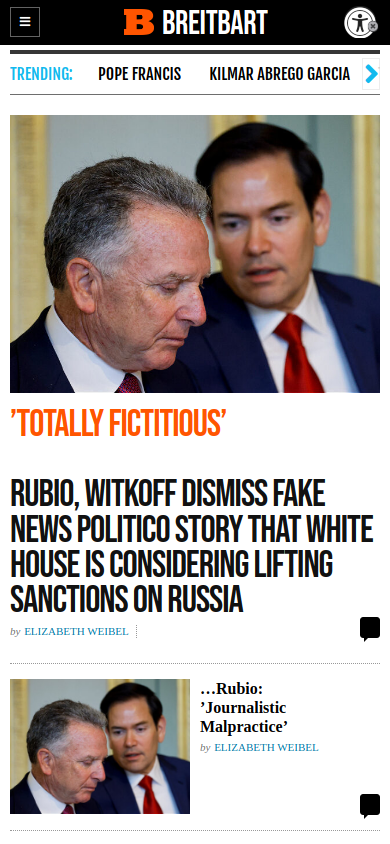 BREITBART
TRENDING: POPE FRANCIS KILMAR ABREGO GARCIA
’TOTALLY FICTITIOUS’
RUBIO, WITKOFF DISMISS FAKE
NEWS POLITICO STORY THAT WHITE
HOUSE IS CONSIDERING LIFTING
SANCTIONS ON RUSSIA
by ELIZABETH WEIBEL
…Rubio:
’Journalistic
Malpractice’
by ELIZABETH WEIBEL